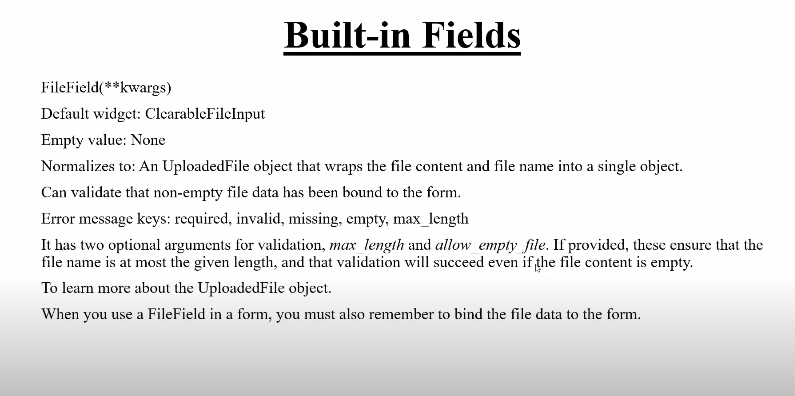 Built-in Fields
FileField(**kwargs)
Default widget: ClearableFileInput
Empty value: None
Normalizes to: An UploadedFile object that wraps the file content and file name into a single object.
Can validate that non-empty file data has been bound to the form.
Error message keys: required, invalid, missing, empty, max_length
It has two optional arguments for validation, max_length and allow_empty_file. If provided, these ensure that the
file name is at most the given length, and that validation will succeed even if the file content is empty.
To learn more about the UploadedFile object.
When you use a FileField in a form, you must also remember to bind the file data to the form.